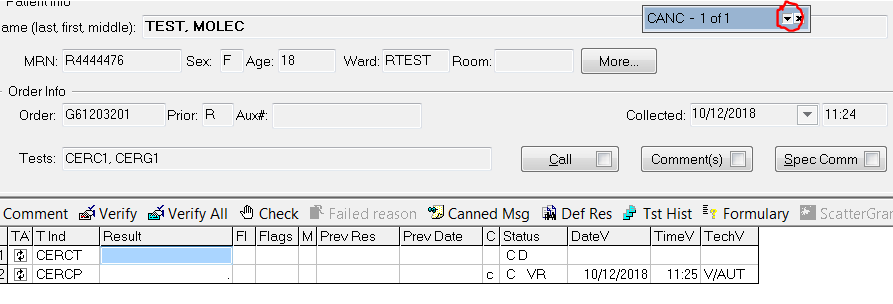 Patient Info
CANC - 1 of 1
ame (last, first, middle): TEST, MOLEC
MRN: R4444476 Sex: F Age: 18 Ward: RTEST Room: More...
Order Info
Order: G61203201 Prior: R Aux#: Collected: 10/12/2018 11:24
Tests: CERC1, CERG1 Call Comment(s) Spec Comm
Comment Verify Verify All Check Failed reason Canned Msg Def Res Tst Hist Formulary ScatterGran
TA T Ind Result Fl Flags M Prev Res Prev Date C Status DateV TimeV TechV
1 CERCT C D
2 CERCP . c C VR 10/12/2018 11:25 V/AUT